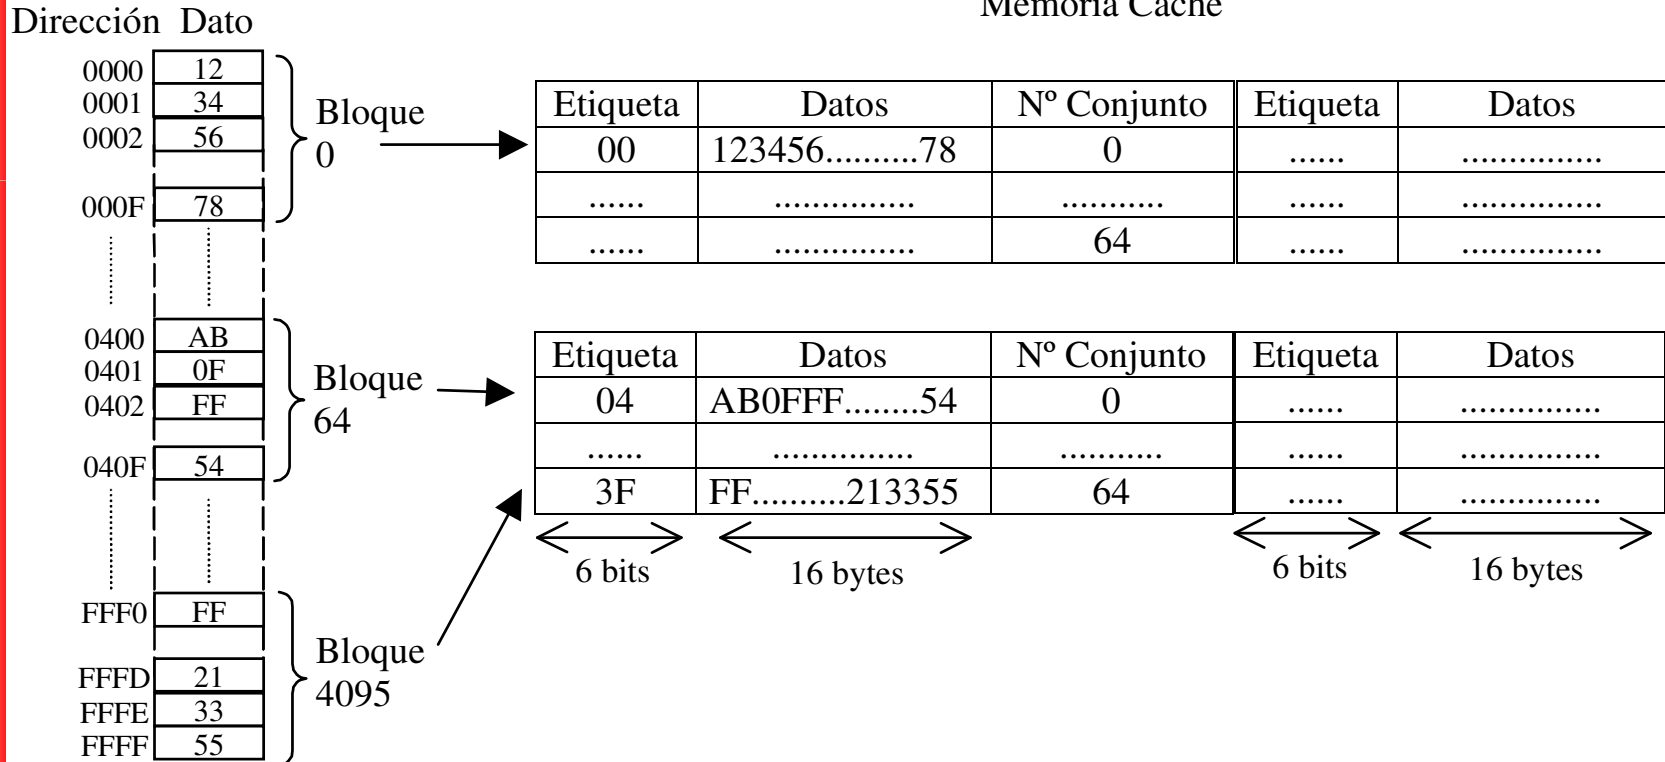 Memoria Caché
Dirección Dato
0000 12
0001 34
0002 56
000F 78
Bloque
0
0400 AB
0401 0F
0402 FF
040F 54
Bloque
64
FFF0 FF
FFFD 21
FFFE 33
FFFF 55
Bloque
4095
Etiqueta Datos Nº Conjunto Etiqueta Datos
00 123456.........78 0 ...... ...............
...... ............... ........... ...... ...............
...... ............... 64 ...... ...............
Etiqueta Datos Nº Conjunto Etiqueta Datos
04 AB0FFF........54 0 ...... ...............
...... ............... ........... ...... ...............
3F FF..........213355 64 ...... ...............
6 bits 16 bytes 6 bits 16 bytes